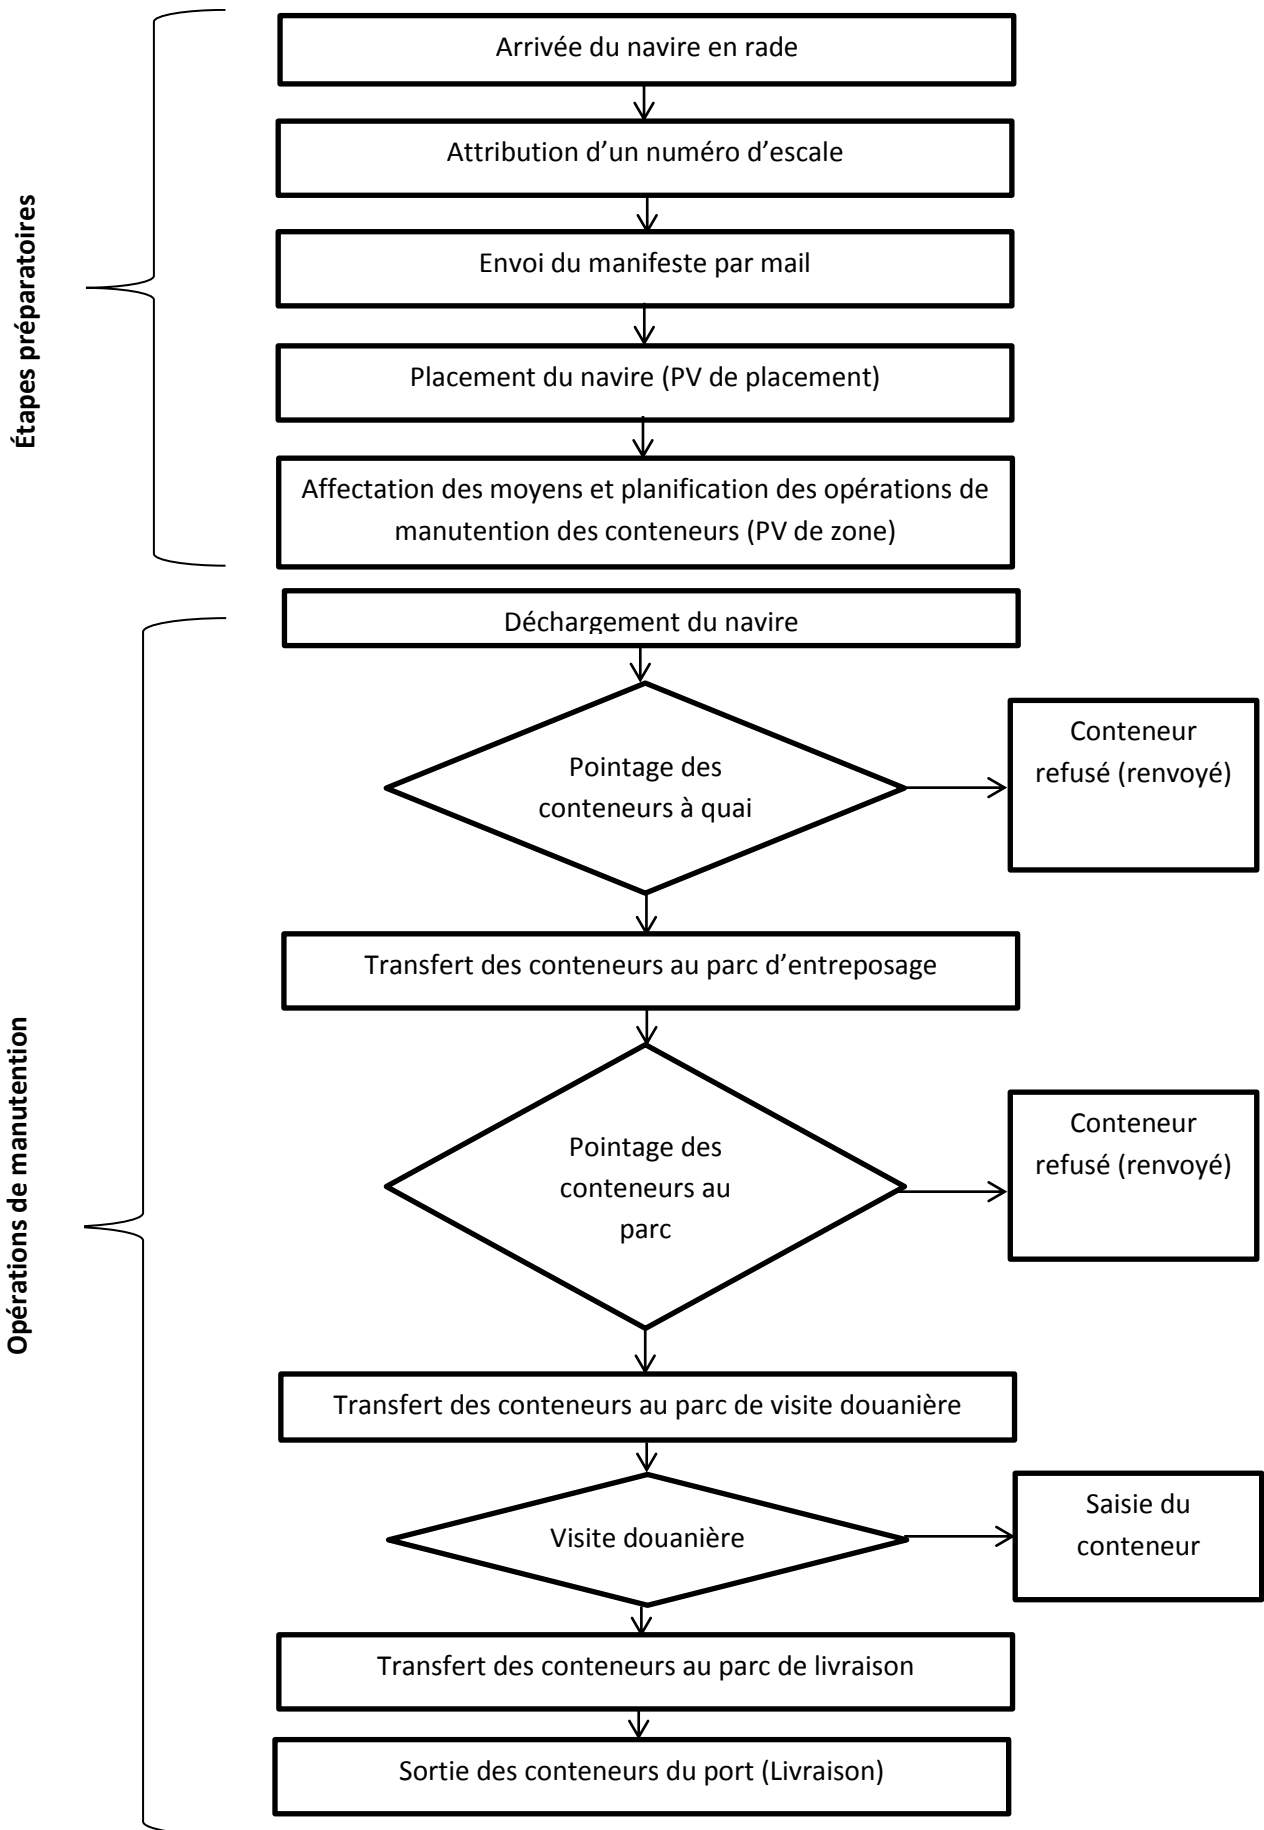 Étapes préparatoires
Arrivée du navire en rade
Attribution d’un numéro d’escale
Envoi du manifeste par mail
Placement du navire (PV de placement)
Affectation des moyens et planification des opérations de
manutention des conteneurs (PV de zone)
Opérations de manutention
Déchargement du navire
Pointage des
conteneurs à quai
Conteneur
refusé (renvoyé)
Transfert des conteneurs au parc d’entreposage
Pointage des
conteneurs au
parc
Conteneur
refusé (renvoyé)
Transfert des conteneurs au parc de visite douanière
Visite douanière
Saisie du
conteneur
Transfert des conteneurs au parc de livraison
Sortie des conteneurs du port (Livraison)